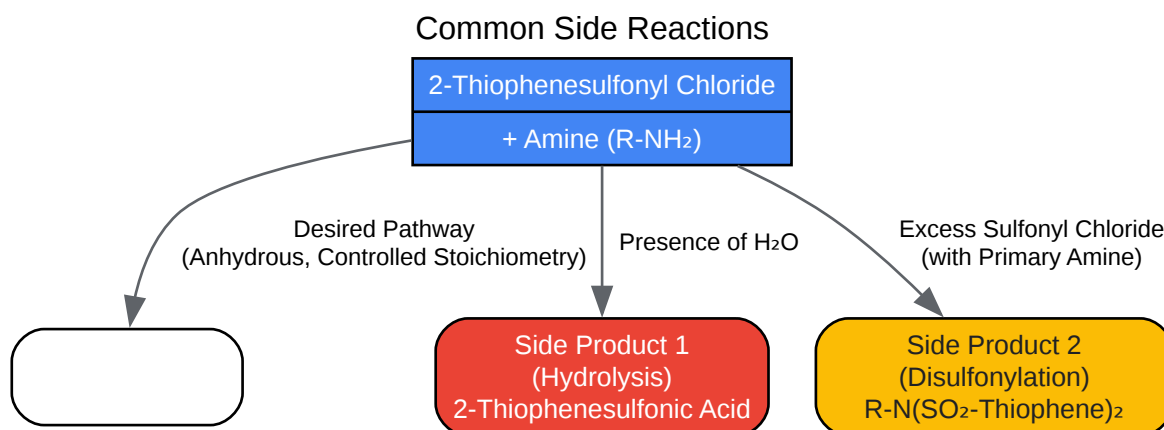 Common Side Reactions
2-Thiophenesulfonyl Chloride
+ Amine (R-NH₂)
Desired Pathway
(Anhydrous, Controlled Stoichiometry)
Presence of H₂O
Excess Sulfonyl Chloride
(with Primary Amine)
Side Product 1
(Hydrolysis)
2-Thiophenesulfonic Acid
Side Product 2
(Disulfonylation)
R-N(SO₂-Thiophene)₂